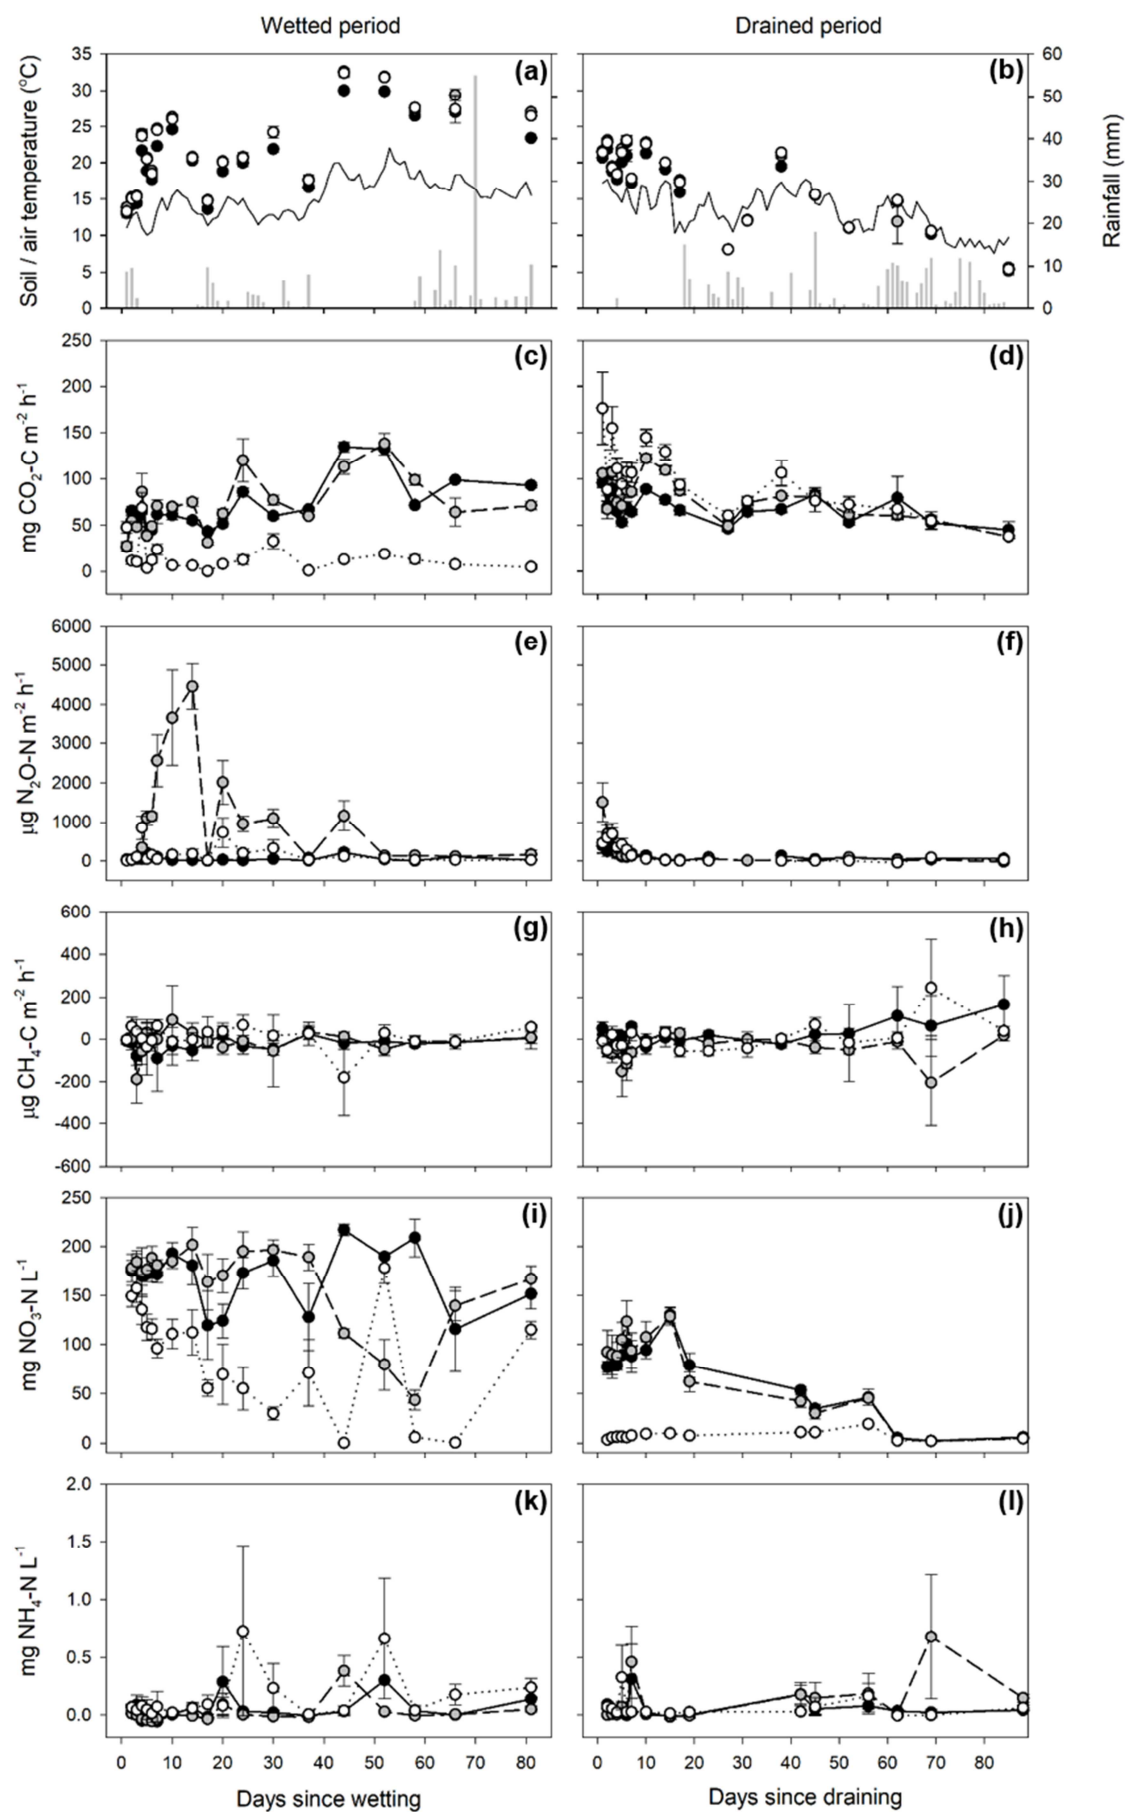 Wetted period
Drained period
Soil / air temperature (°C)
35
30
25
20
15
10
5
0
(a)
(b)
60
50
40
30
20
10
0
Rainfall (mm)
mg CO2-C m-2 h-1
250
200
150
100
50
0
(c)
(d)
µg N2O-N m-2 h-1
6000
5000
4000
3000
2000
1000
0
(e)
(f)
µg CH4-C m-2 h-1
600
400
200
0
-200
-400
-600
(g)
(h)
mg NO3-N L-1
250
200
150
100
50
0
(i)
(j)
mg NH4-N L-1
2.0
1.5
1.0
0.5
0.0
(k)
(l)
0 10 20 30 40 50 60 70 80
0 10 20 30 40 50 60 70 80
Days since wetting
Days since draining